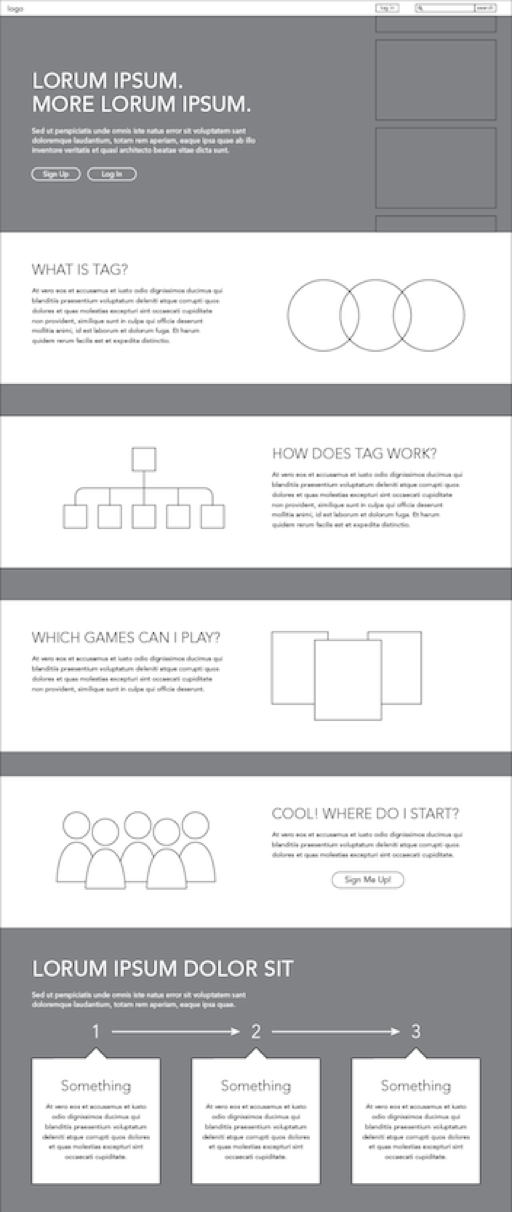 logo
log in
search
LORUM IPSUM.
MORE LORUM IPSUM.
Sed ut perspiciatis unde omnis iste natus error sit voluptatem sant
doloremque laudantium, totam rem aperiam, eaque ipsa quae ab illo
inventore veritatis et quasi architecto beatae vitae dicta sunt.
Sign Up
Log In
WHAT IS TAG?
At vero eos et accusamus et iusto odio dignissimos ducimus qui
blanditiis praesentium voluptatum deleniti atque corrupti quos
dolores et quas molestias excepturi sint occaecati cupiditate
non provident, similique sunt in culpa qui officia deserunt
mollitia animi, id est laborum et dolorum fuga. Et harum
quidem rerum facilis est et expedita distinctio.
HOW DOES TAG WORK?
At vero eos et accusamus et iusto odio dignissimos ducimus qui
blanditiis praesentium voluptatum deleniti atque corrupti quos
dolores et quas molestias excepturi sint occaecati cupiditate
non provident, similique sunt in culpa qui officia deserunt
mollitia animi, id est laborum et dolorum fuga. Et harum
quidem rerum facilis est et expedita distinctio.
WHICH GAMES CAN I PLAY?
At vero eos et accusamus et iusto odio dignissimos ducimus qui
blanditiis praesentium voluptatum deleniti atque corrupti quos
dolores et quas molestias excepturi sint occaecati cupiditate
non provident, similique sunt in culpa qui officia deserunt.
COOL! WHERE DO I START?
At vero eos et accusamus et iusto odio dignissimos ducimus qui
blanditiis praesentium voluptatum deleniti atque corrupti quos
dolores et quas molestias excepturi sint occaecati cupiditate.
Sign Me Up!
LORUM IPSUM DOLOR SIT
Sed ut perspiciatis unde omnis iste natus error sit voluptatem sant
doloremque laudantium, totam rem aperiam, eaque ipsa quae.
1
2
3
Something
At vero eos et accusamus et iusto
odio dignissimos ducimus qui
blanditiis praesentium voluptatum
deleniti atque corrupti quos dolores
et quas molestias excepturi sint
occaecati cupiditate.
Something
At vero eos et accusamus et iusto
odio dignissimos ducimus qui
blanditiis praesentium voluptatum
deleniti atque corrupti quos dolores
et quas molestias excepturi sint
occaecati cupiditate.
Something
At vero eos et accusamus et iusto
odio dignissimos ducimus qui
blanditiis praesentium voluptatum
deleniti atque corrupti quos dolores
et quas molestias excepturi sint
occaecati cupiditate.